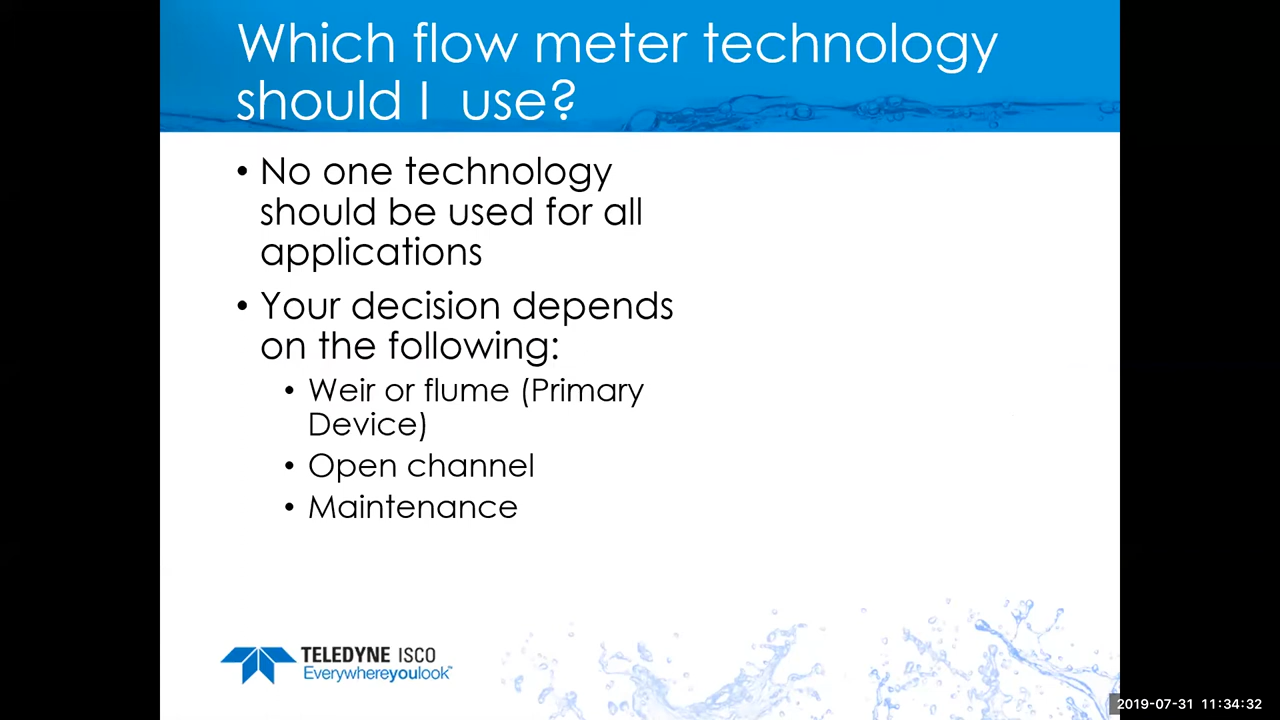 Which flow meter technology
should I  use?
• No one technology
should be used for all
applications
• Your decision depends
on the following:
• Weir or flume (Primary
Device)
• Open channel
• Maintenance
TELEDYNE ISCO
Everywhereyoulook™
2019-07-31 11:34:32